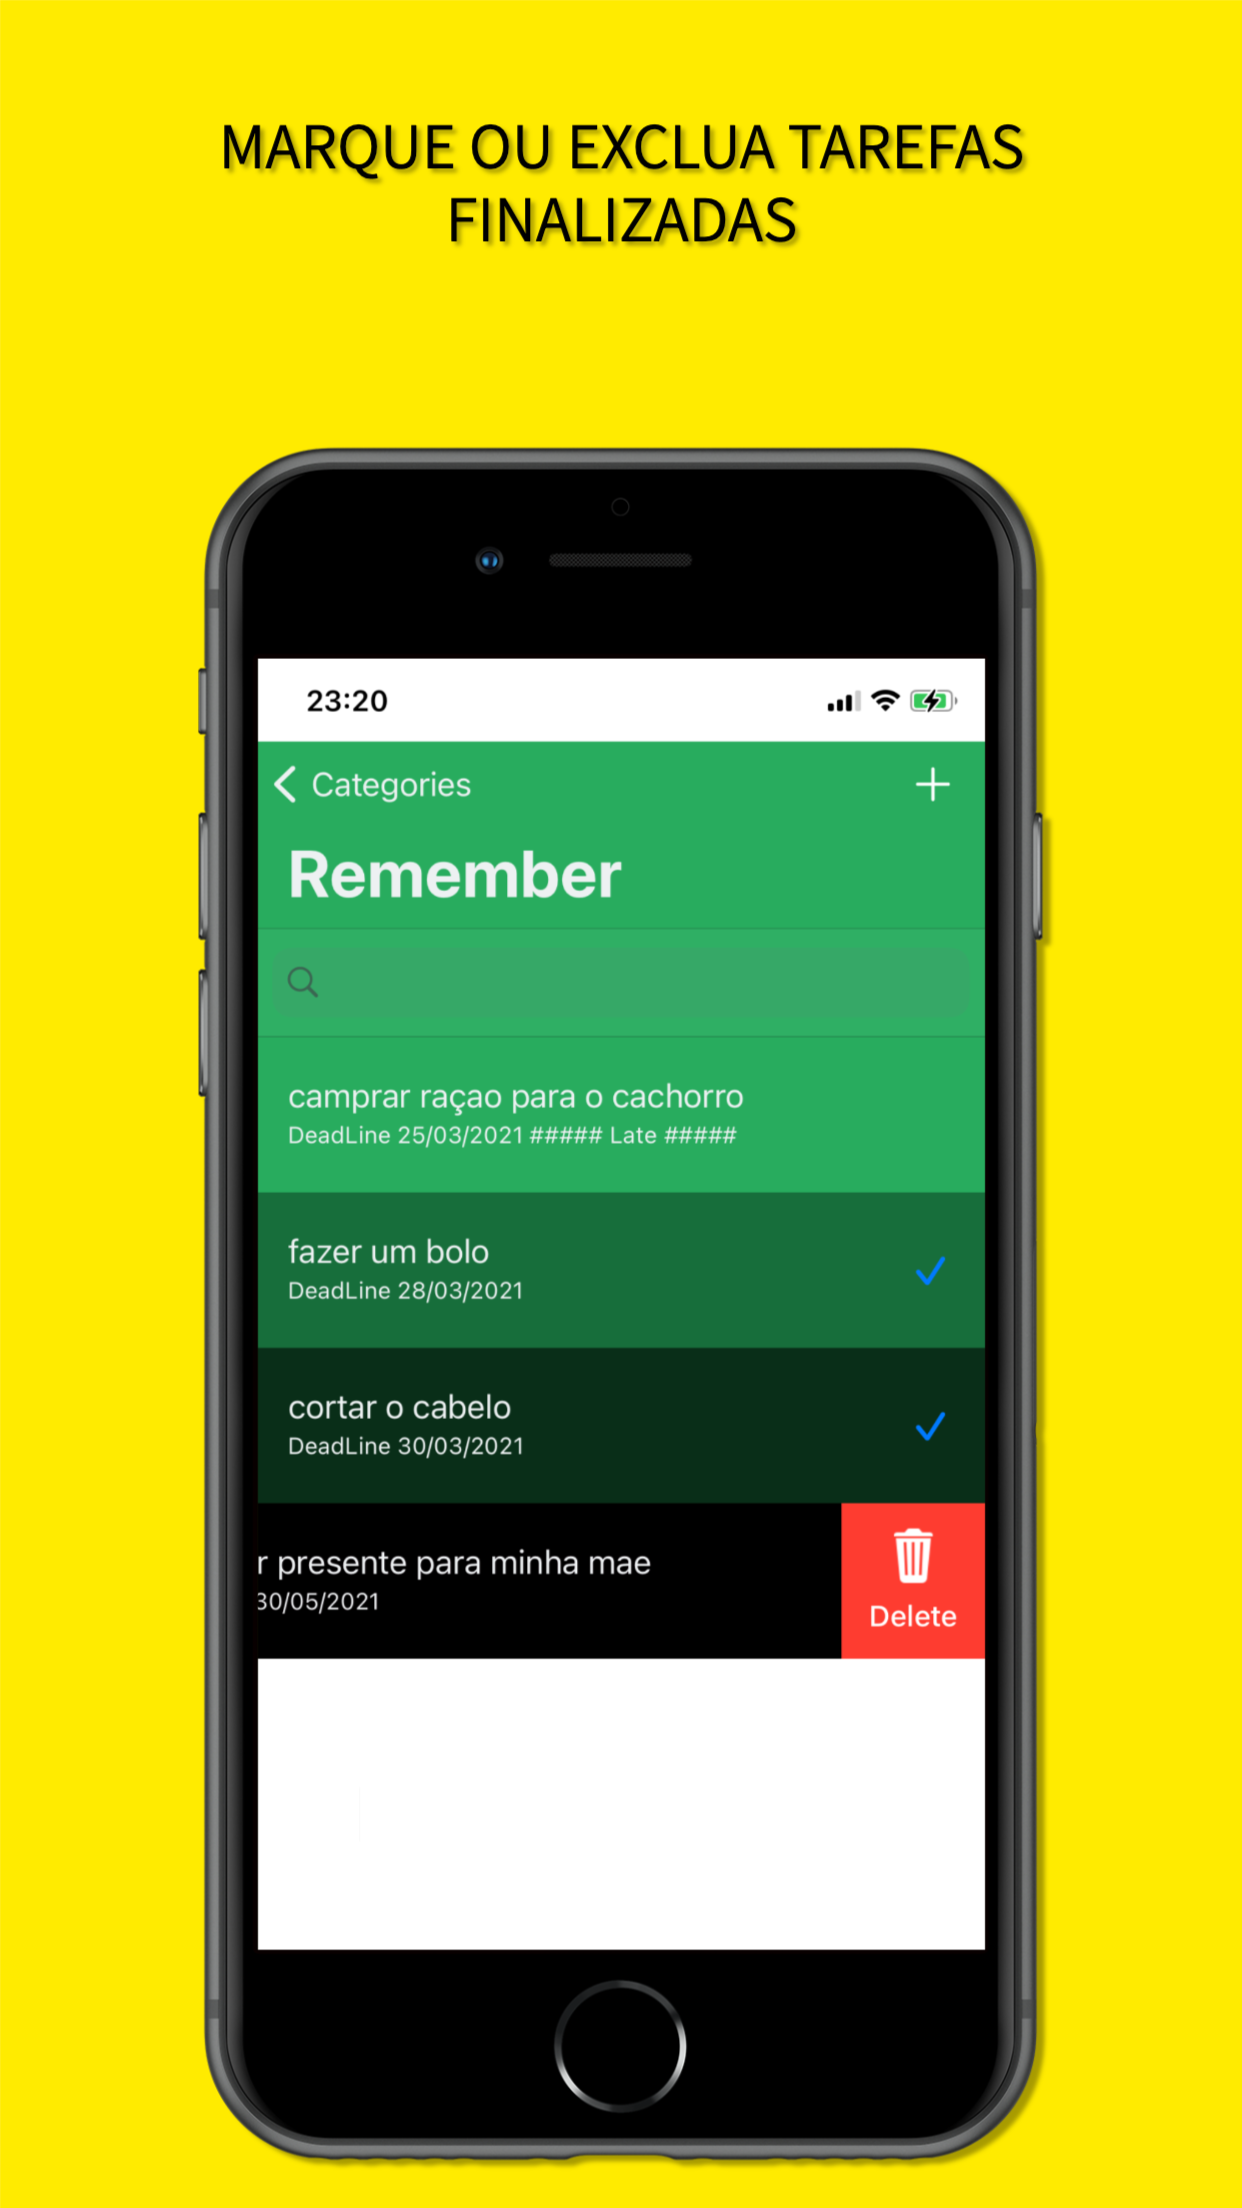 MARQUE OU EXCLUA TAREFAS
FINALIZADAS
23:20
Categories
Remember
camprar raçao para o cachorro
DeadLine 25/03/2021 ##### Late #####
fazer um bolo
DeadLine 28/03/2021
cortar o cabelo
DeadLine 30/03/2021
r presente para minha mae
30/05/2021
Delete